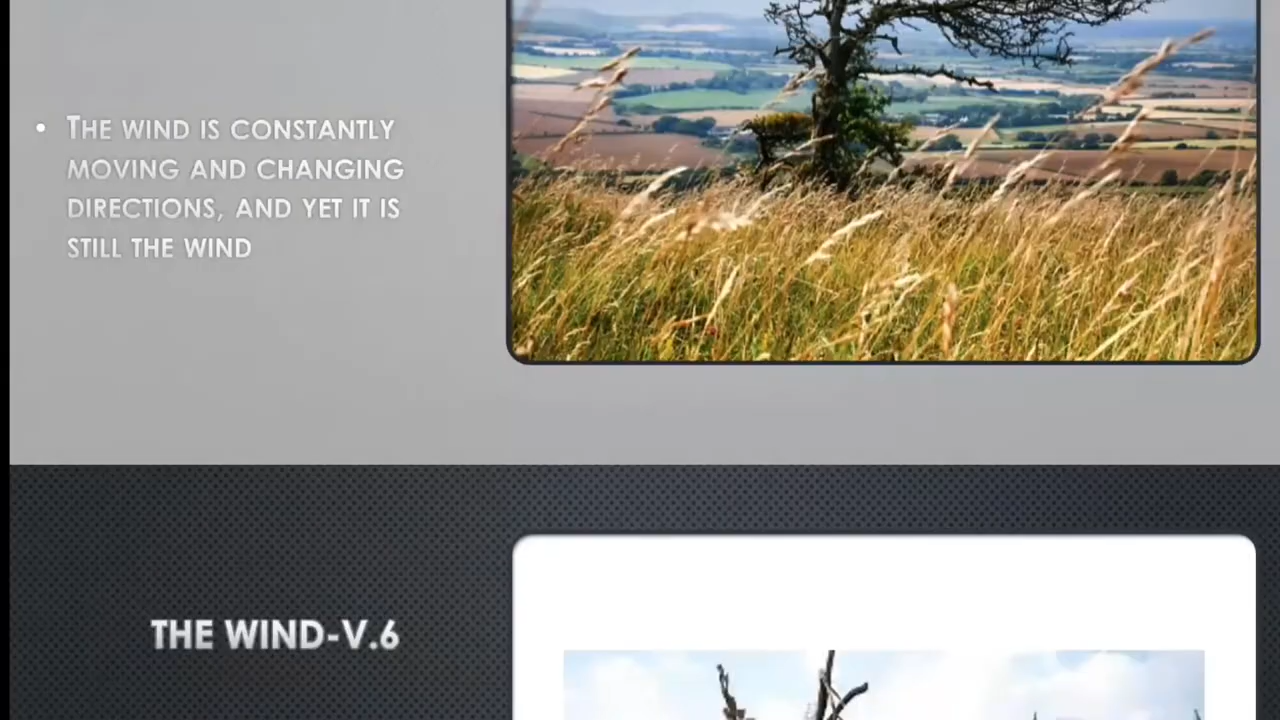 • THE WIND IS CONSTANTLY
MOVING AND CHANGING
DIRECTIONS, AND YET IT IS
STILL THE WIND
THE WIND-V.6